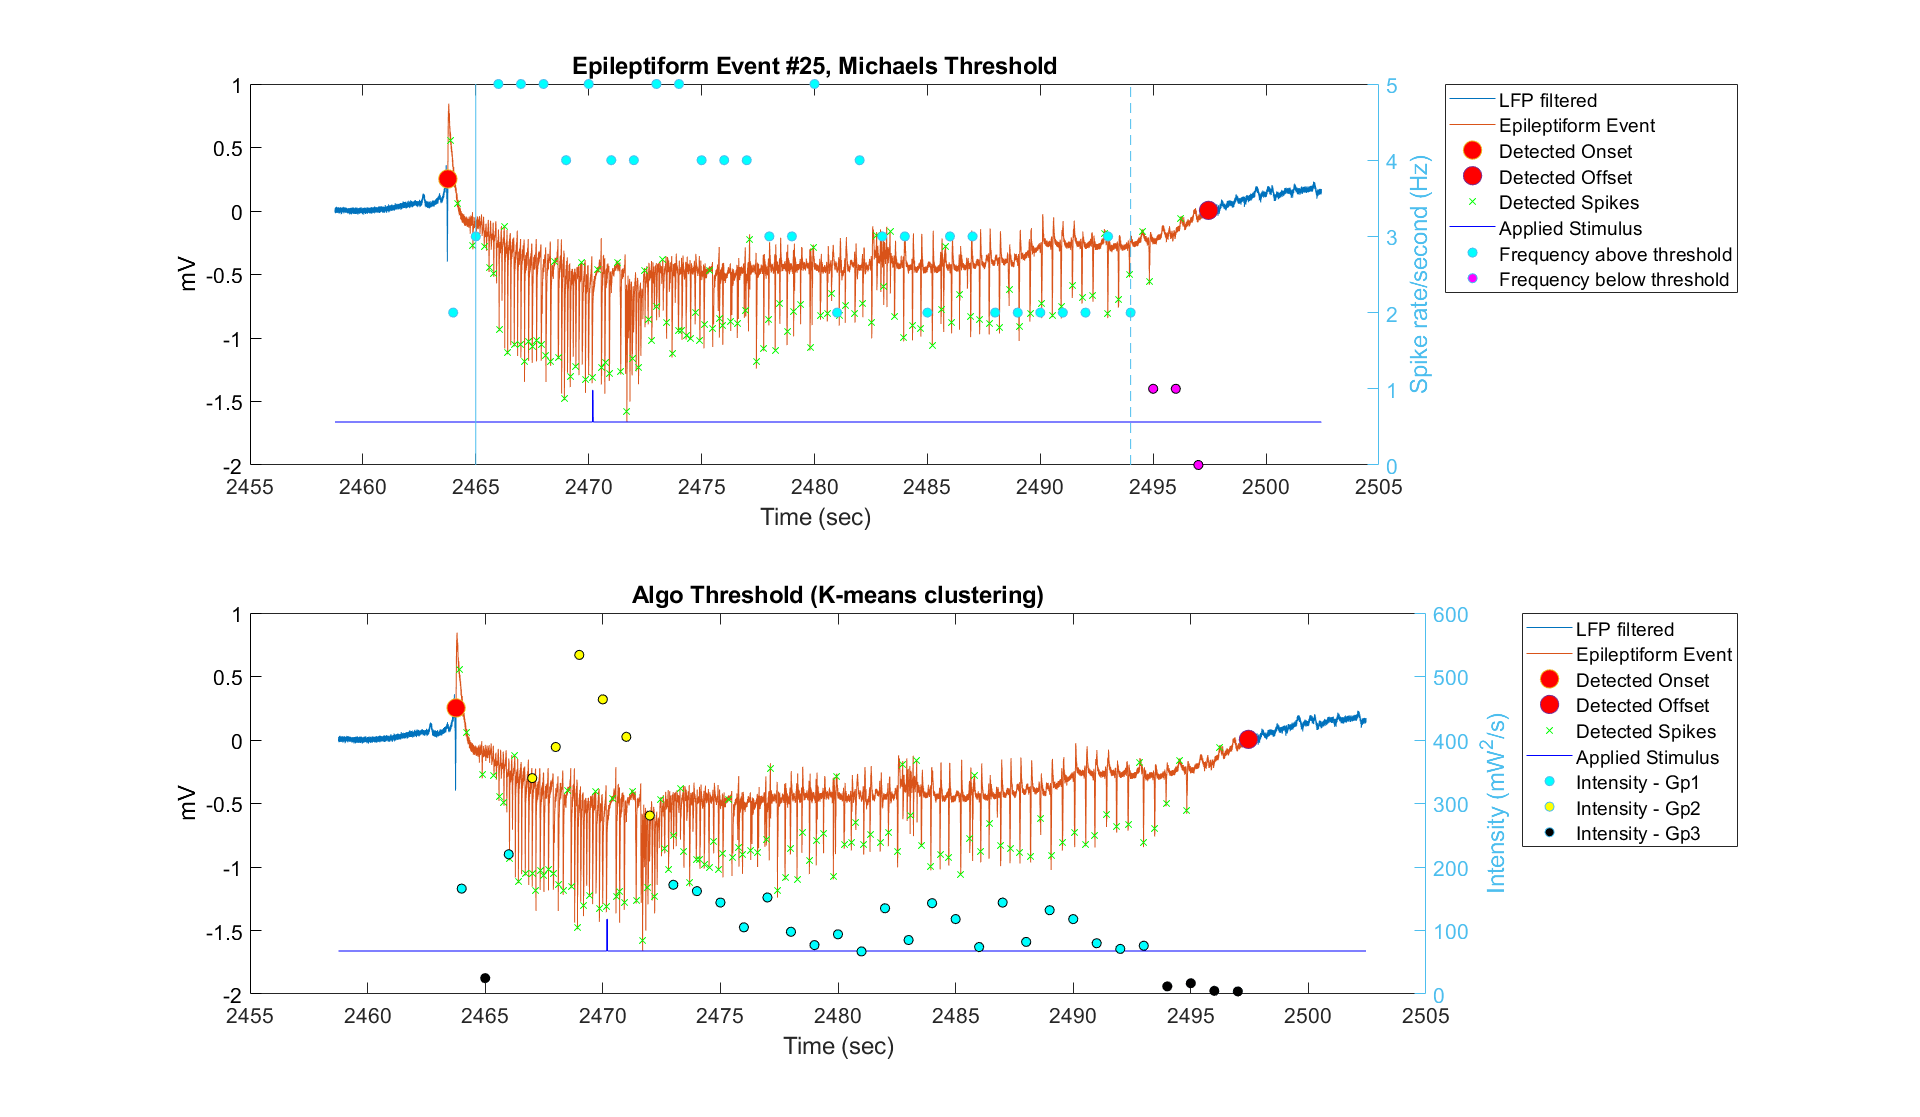 Epileptiform Event #25, Michaels Threshold
1
0.5
0
-0.5
-1
-1.5
-2
mV
5
4
3
2
1
0
Spike rate/second (Hz)
2455 2460 2465 2470 2475 2480 2485 2490 2495 2500 2505
Time (sec)
LFP filtered
Epileptiform Event
Detected Onset
Detected Offset
Detected Spikes
Applied Stimulus
Frequency above threshold
Frequency below threshold
Algo Threshold (K-means clustering)
1
0.5
0
-0.5
-1
-1.5
-2
mV
600
500
400
300
200
100
0
Intensity (mW²/s)
2455 2460 2465 2470 2475 2480 2485 2490 2495 2500 2505
Time (sec)
LFP filtered
Epileptiform Event
Detected Onset
Detected Offset
Detected Spikes
Applied Stimulus
Intensity - Gp1
Intensity - Gp2
Intensity - Gp3